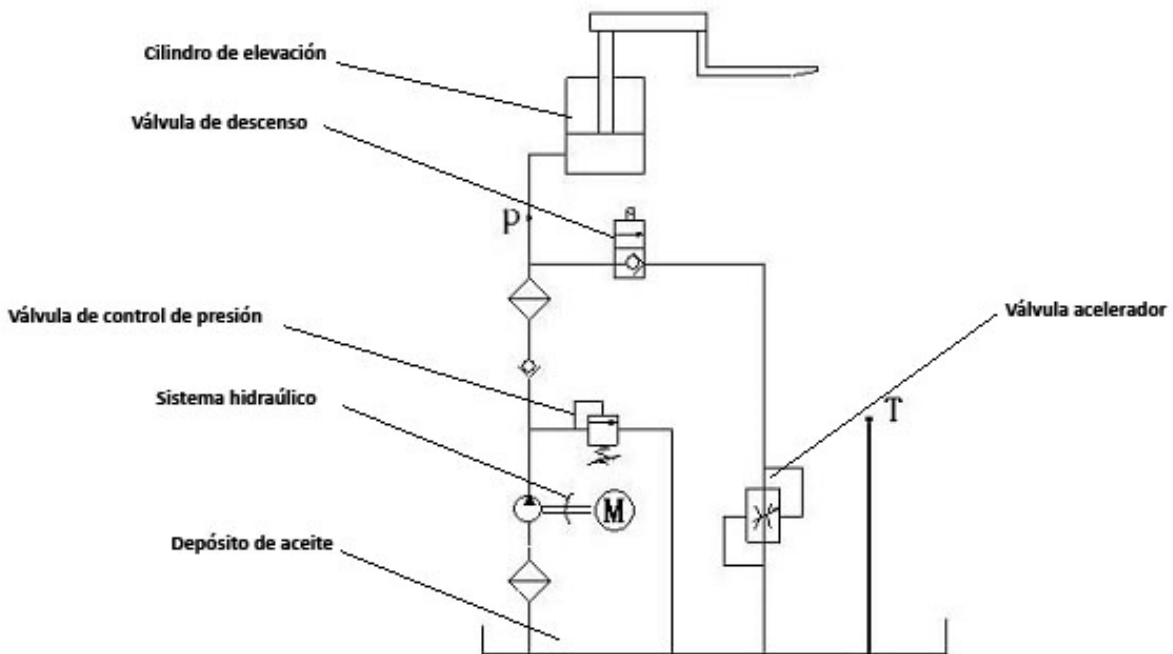 Cilindro de elevación
Válvula de descenso
p
Válvula de control de presión
Válvula acelerador
Sistema hidraúlico
T
M
Depósito de aceite